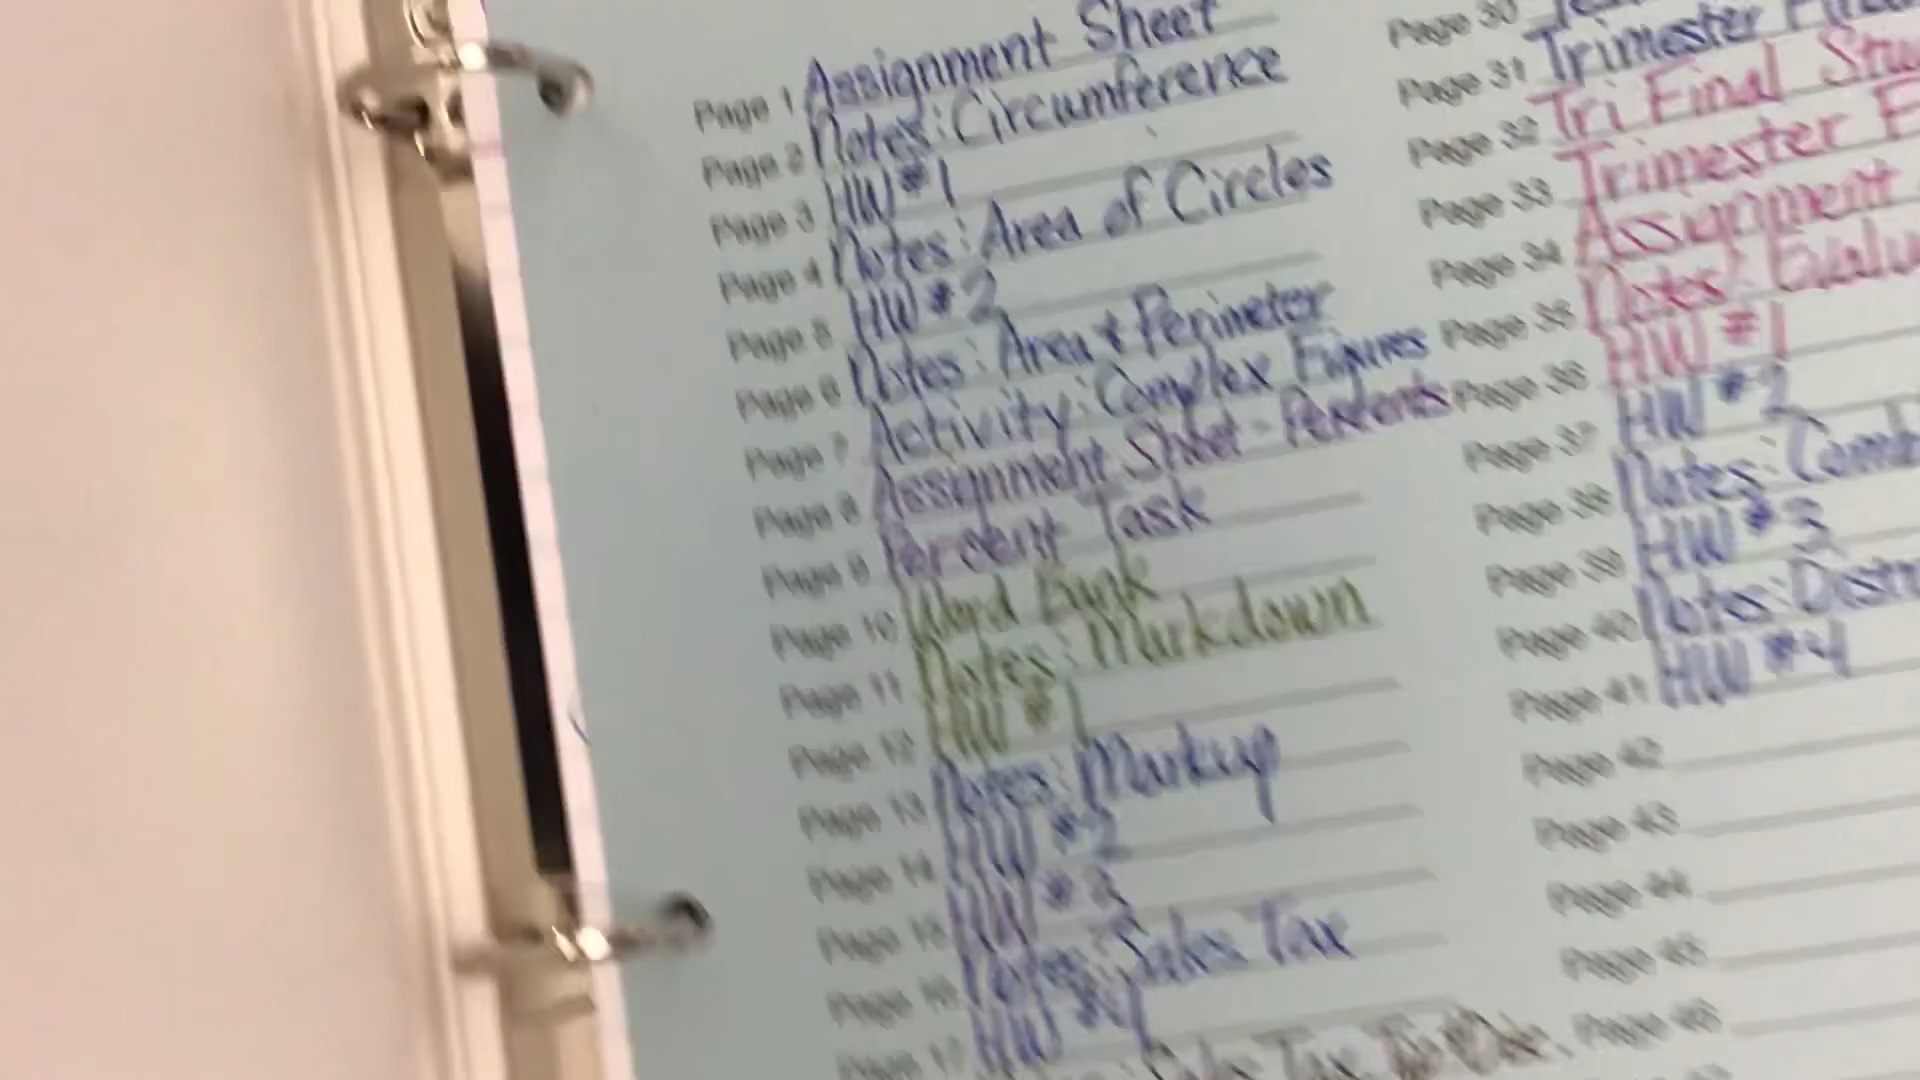 Page 1 Assignment Sheet
Page 2 Notes: Circumference
Page 3 HW #1
Page 4 Notes: Area of Circles
Page 5 HW #2
Page 6 Notes: Area & Perimeter
Page 7 Activity: Complex Figures
Page 8 Assignment Sheet - Percents
Page 9 Percent Task
Page 10 Word Bank
Page 11 Notes: Markdown
Page 12 HW #1
Page 13 Notes: Markup
Page 14 HW #2
Page 15 HW #3
Page 16 Notes: Sales Tax
Page 17 HW #4
Sales Tax, Tip
Page 30
Page 31 Trimester
Page 32 Tri Final
Page 33 Trimester
Page 34 Assignment
Page 35 Notes:
Page 36 HW #1
Page 37 HW #2
Page 38 Notes:
Page 39 HW #3
Page 40 Notes:
Page 41 HW #4
Page 42
Page 43
Page 44
Page 45
Page 46